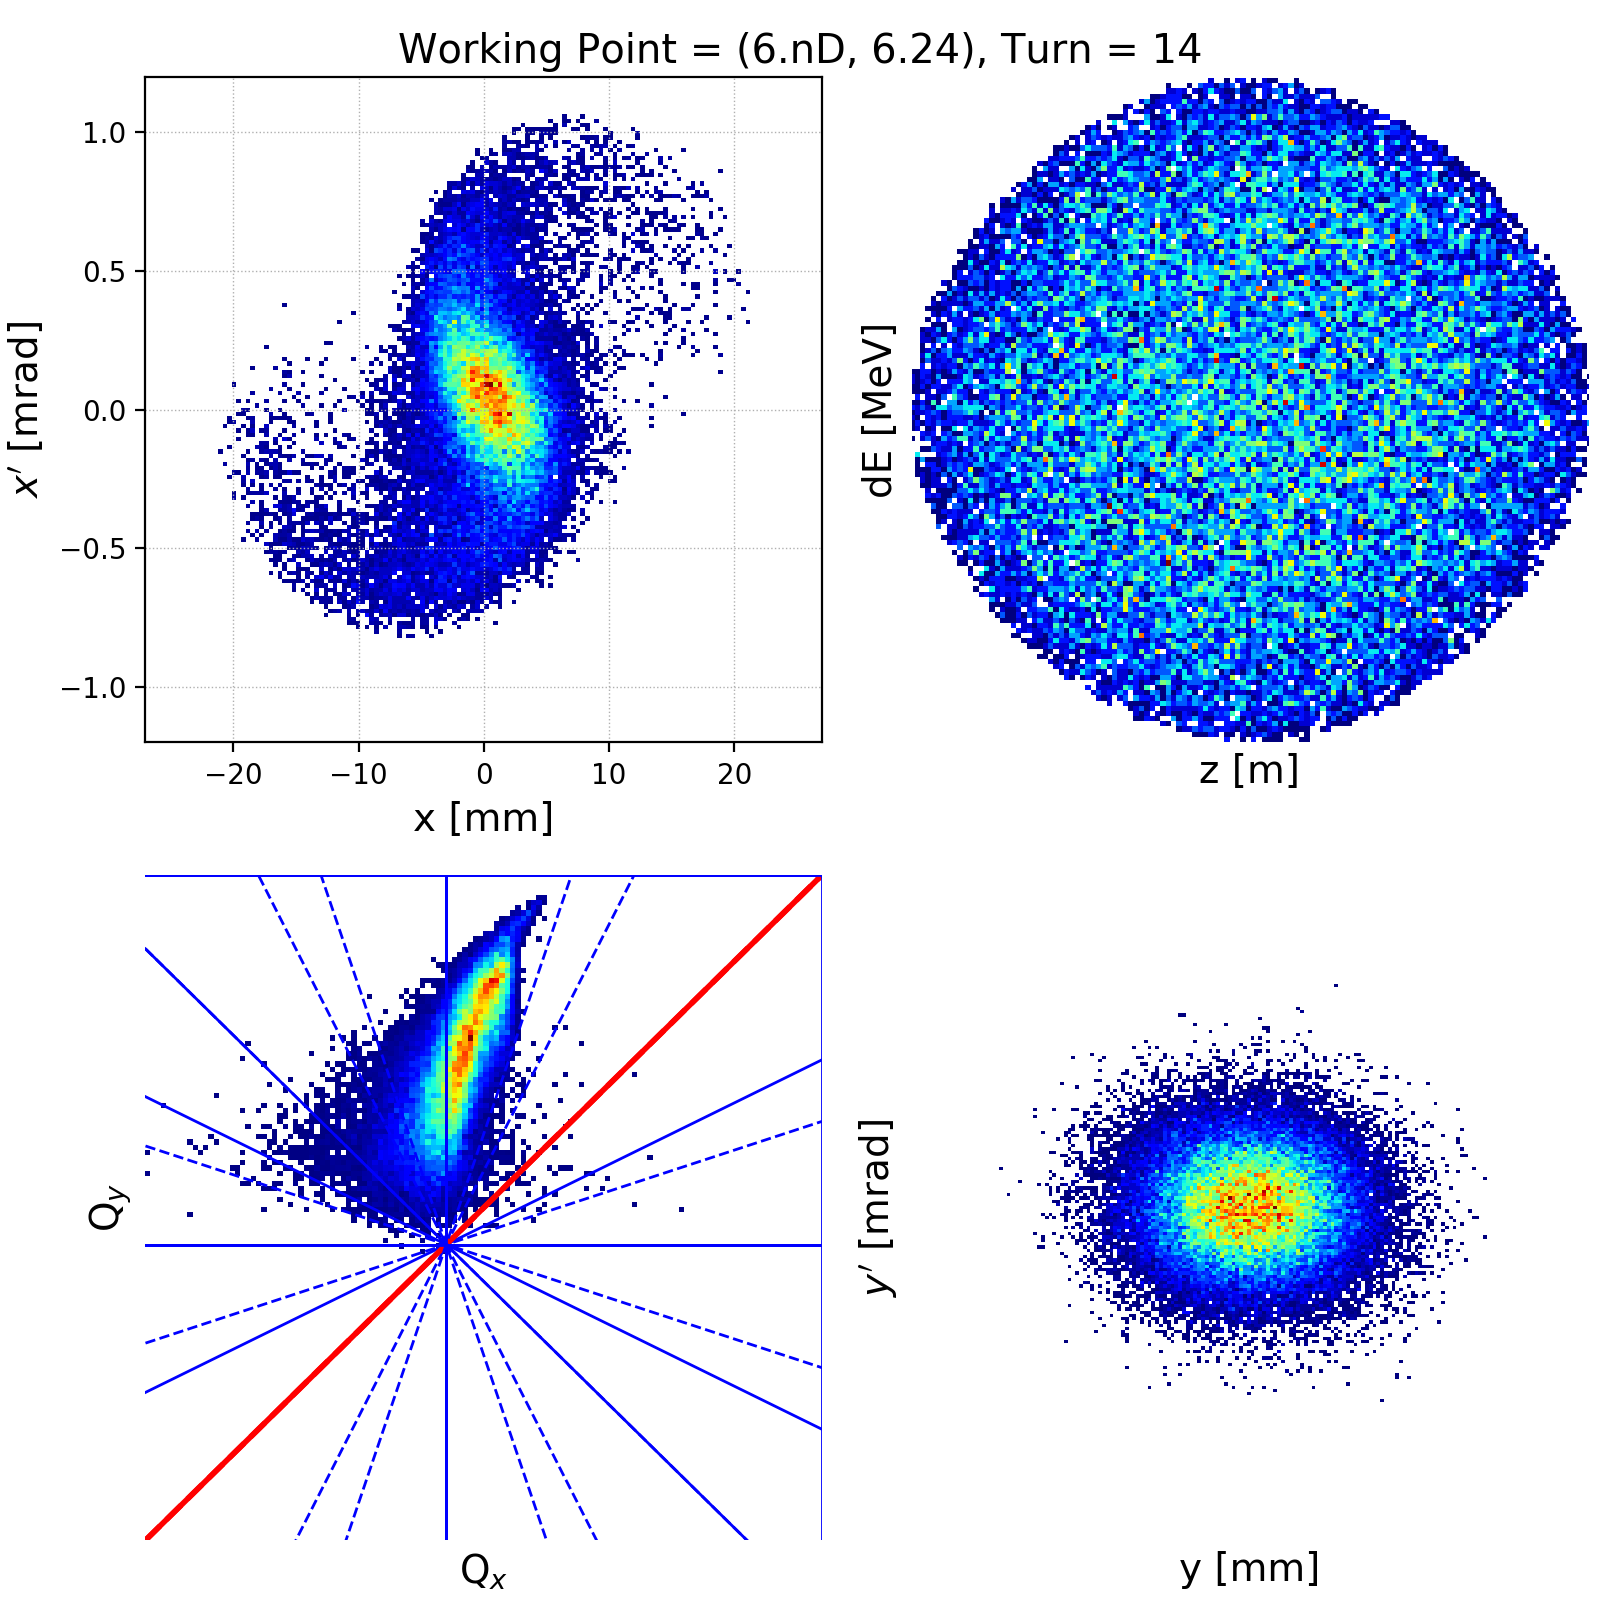 Working Point = (6.nD, 6.24), Turn = 14
1.0
0.5
0.0
−0.5
−1.0
x′ [mrad]
−20 −10 0 10 20
x [mm]
dE [MeV]
z [m]
Qy
Qx
y′ [mrad]
y [mm]